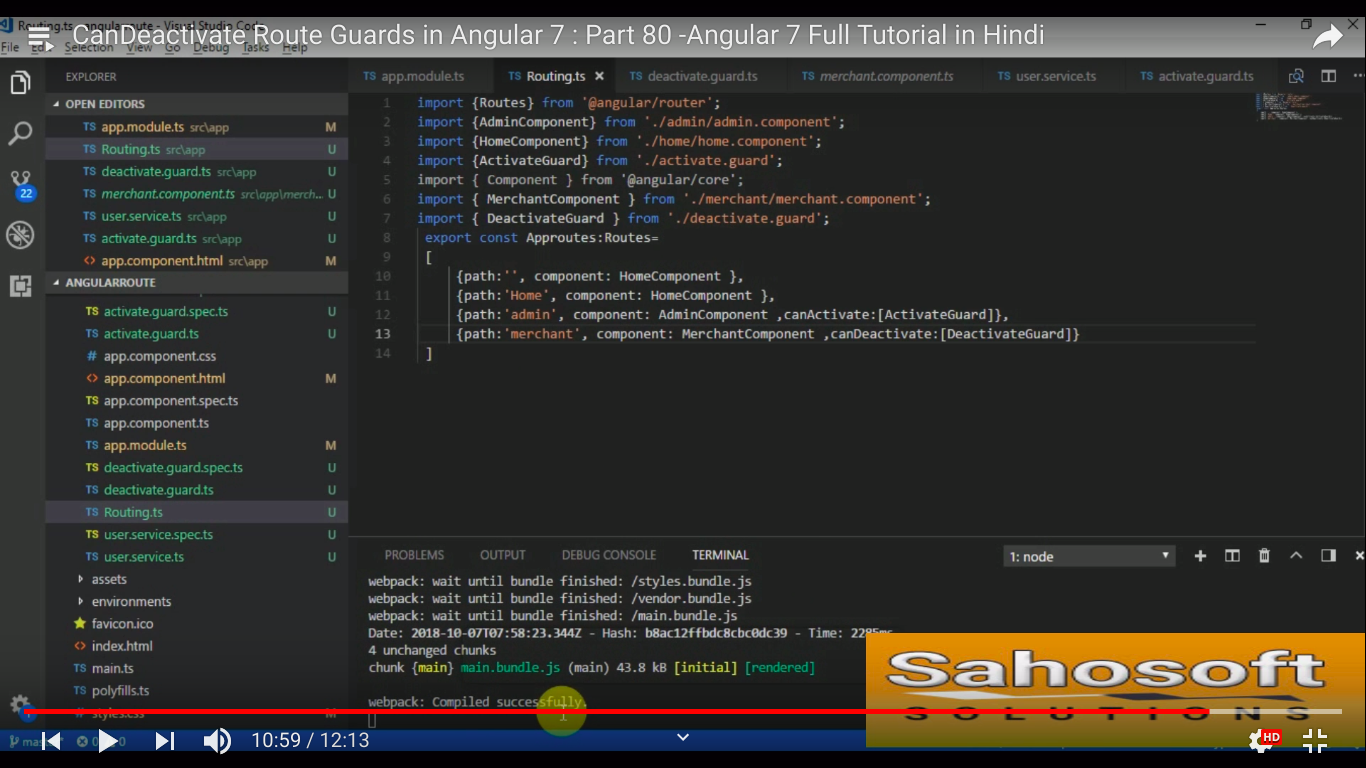 Routing.ts - angularroute - Visual Studio Code
CanDeactivate Route Guards in Angular 7 : Part 80 -Angular 7 Full Tutorial in Hindi
File Edit Selection View Go Debug Tasks Help
EXPLORER
OPEN EDITORS
TS app.module.ts src\app M
TS Routing.ts src\app U
TS deactivate.guard.ts src\app U
TS merchant.component.ts src\app\merch... U
TS user.service.ts src\app U
TS activate.guard.ts src\app U
<> app.component.html src\app M
22
ANGULARROUTE
TS activate.guard.spec.ts U
TS activate.guard.ts U
# app.component.css
<> app.component.html M
TS app.component.spec.ts
TS app.component.ts
TS app.module.ts M
TS deactivate.guard.spec.ts U
TS deactivate.guard.ts U
TS Routing.ts U
TS user.service.spec.ts U
TS user.service.ts U
assets
environments
favicon.ico
<> index.html
TS main.ts
TS polyfills.ts
# styles.css M
1
TS app.module.ts TS Routing.ts × TS deactivate.guard.ts TS merchant.component.ts TS user.service.ts TS activate.guard.ts
1 import {Routes} from '@angular/router';
2 import {AdminComponent} from './admin/admin.component';
3 import {HomeComponent} from './home/home.component';
4 import {ActivateGuard} from './activate.guard';
5 import { Component } from '@angular/core';
6 import { MerchantComponent } from './merchant/merchant.component';
7 import { DeactivateGuard } from './deactivate.guard';
8 export const Approutes:Routes=
9 [
10 {path:'', component: HomeComponent },
11 {path:'Home', component: HomeComponent },
12 {path:'admin', component: AdminComponent ,canActivate:[ActivateGuard]},
13 {path:'merchant', component: MerchantComponent ,canDeactivate:[DeactivateGuard]}
14 ]
PROBLEMS OUTPUT DEBUG CONSOLE TERMINAL 1: node
webpack: wait until bundle finished: /styles.bundle.js
webpack: wait until bundle finished: /vendor.bundle.js
webpack: wait until bundle finished: /main.bundle.js
Date: 2018-10-07T07:58:23.344Z - Hash: b8ac12ffbdc8cbc0dc39 - Time: 2285ms
4 unchanged chunks
chunk {main} main.bundle.js (main) 43.8 kB [initial] [rendered]
webpack: Compiled successfully.
Sahosoft
SOLUTIONS
10:59 / 12:13
HD